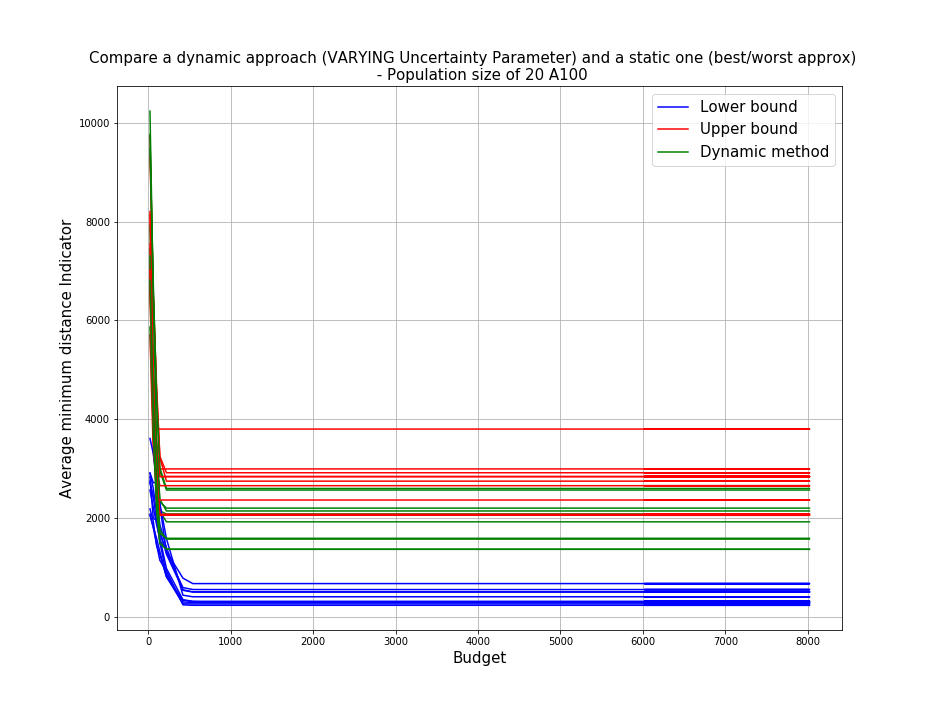 Compare a dynamic approach (VARYING Uncertainty Parameter) and a static one (best/worst approx)
- Population size of 20 A100
Lower bound
Upper bound
Dynamic method
Average minimum distance Indicator
10000
8000
6000
4000
2000
0
0 1000 2000 3000 4000 5000 6000 7000 8000
Budget